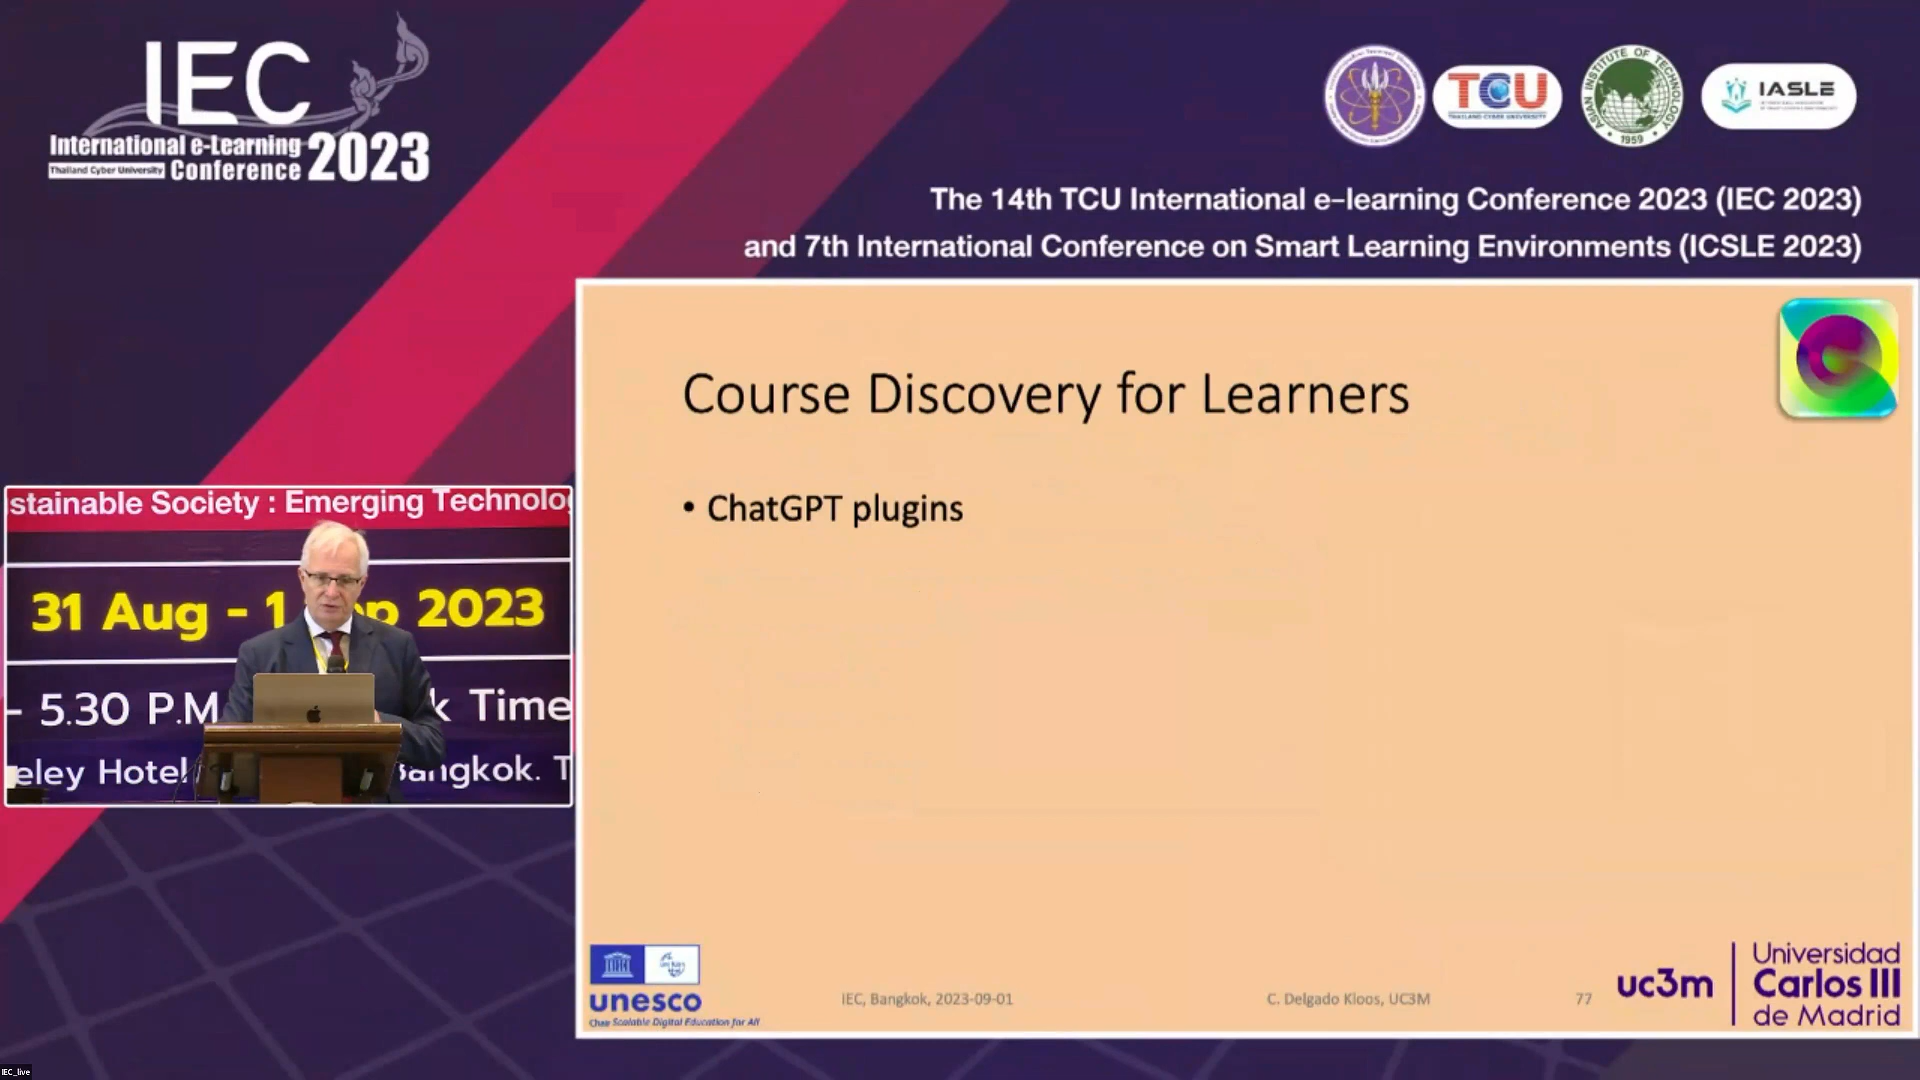 IEC
International e-Learning
Thailand Cyber University Conference 2023
TCU
THAILAND CYBER UNIVERSITY
ASIAN INSTITUTE OF TECHNOLOGY
1959
IASLE
The 14th TCU International e-learning Conference 2023 (IEC 2023)
and 7th International Conference on Smart Learning Environments (ICSLE 2023)
Course Discovery for Learners
• ChatGPT plugins
stainable Society : Emerging Technolo
31 Aug - 1 ep 2023
- 5.30 P.M k Time
eley Hotel Bangkok. T
unesco
Chair Scalable Digital Education for All
IEC, Bangkok, 2023-09-01
C. Delgado Kloos, UC3M
77
uc3m
Universidad
Carlos III
de Madrid
IEC_live